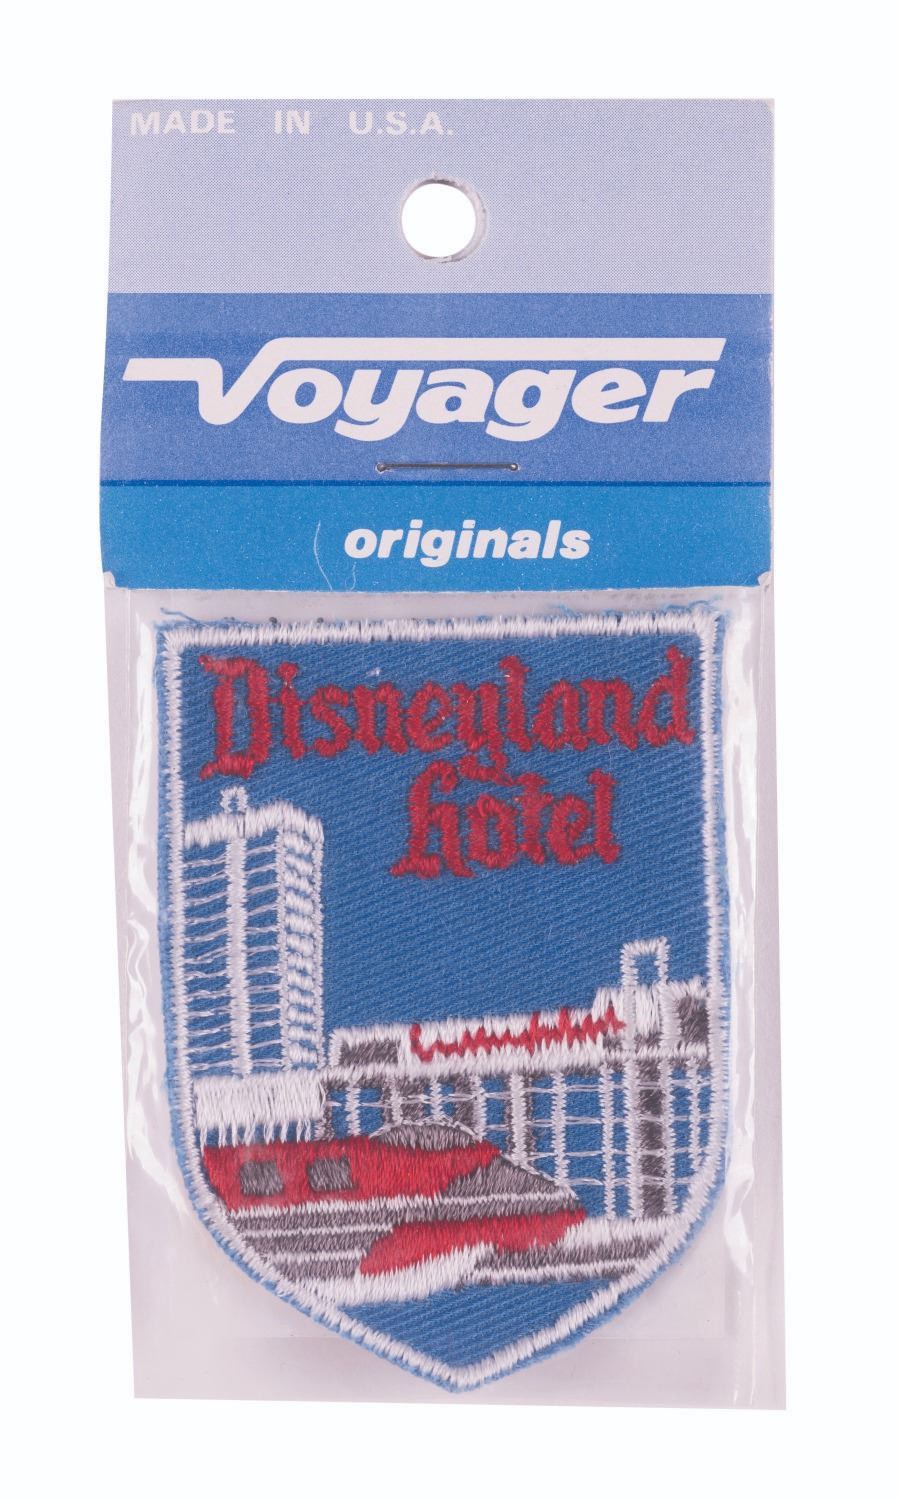 MADE IN U.S.A.
Voyager
originals
Disneyland
hotel